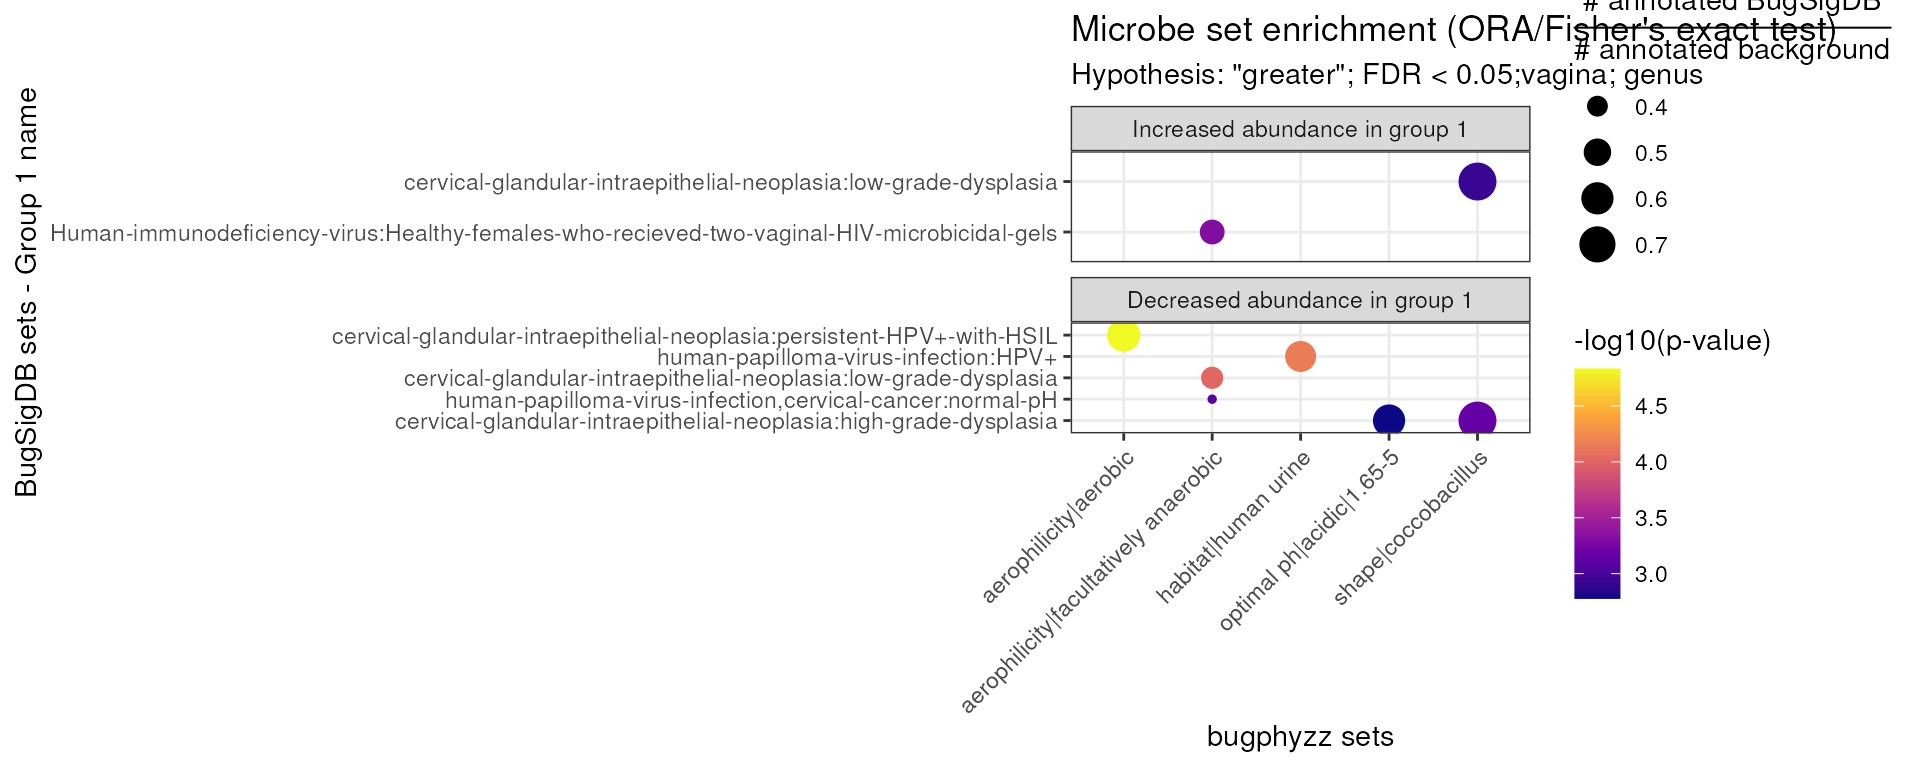 # annotated BugSigDB
# annotated background
Microbe set enrichment (ORA/Fisher's exact test)
Hypothesis: "greater"; FDR < 0.05;vagina; genus
BugSigDB sets - Group 1 name
Increased abundance in group 1
cervical-glandular-intraepithelial-neoplasia:low-grade-dysplasia
Human-immunodeficiency-virus:Healthy-females-who-recieved-two-vaginal-HIV-microbicidal-gels
Decreased abundance in group 1
cervical-glandular-intraepithelial-neoplasia:persistent-HPV+-with-HSIL
human-papilloma-virus-infection:HPV+
cervical-glandular-intraepithelial-neoplasia:low-grade-dysplasia
human-papilloma-virus-infection,cervical-cancer:normal-pH
cervical-glandular-intraepithelial-neoplasia:high-grade-dysplasia
aerophilicity|aerobic
aerophilicity|facultatively anaerobic
habitat|human urine
optimal ph|acidic|1.65-5
shape|coccobacillus
bugphyzz sets
0.4
0.5
0.6
0.7
-log10(p-value)
4.5
4.0
3.5
3.0